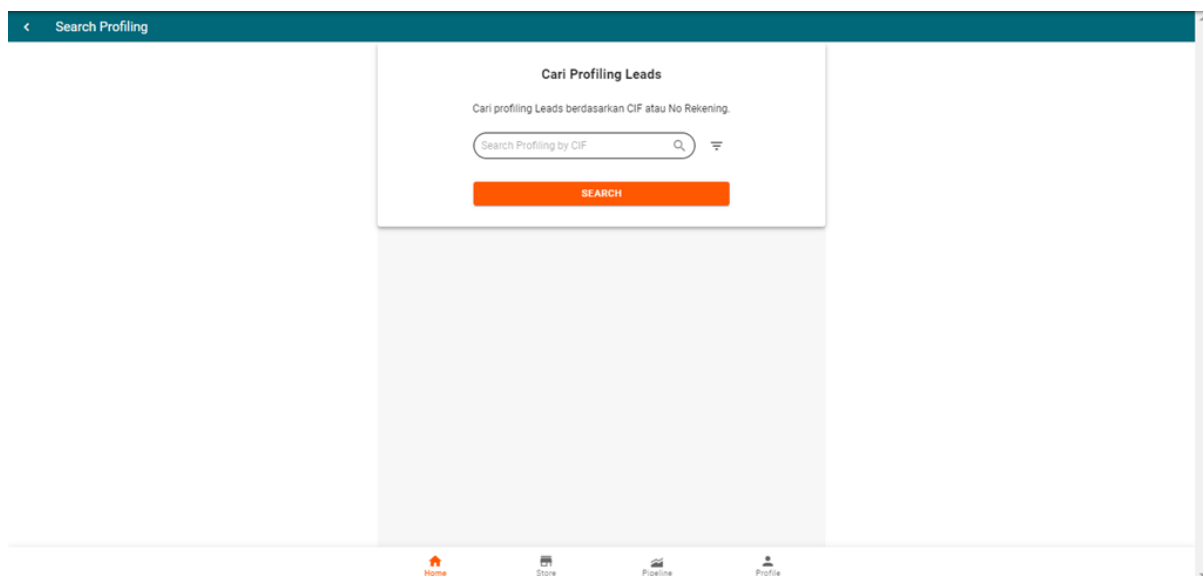 Search Profiling
Cari Profiling Leads
Cari profiling Leads berdasarkan CIF atau No Rekening.
Search Profiling by CIF
SEARCH
Home
Store
Pipeline
Profile